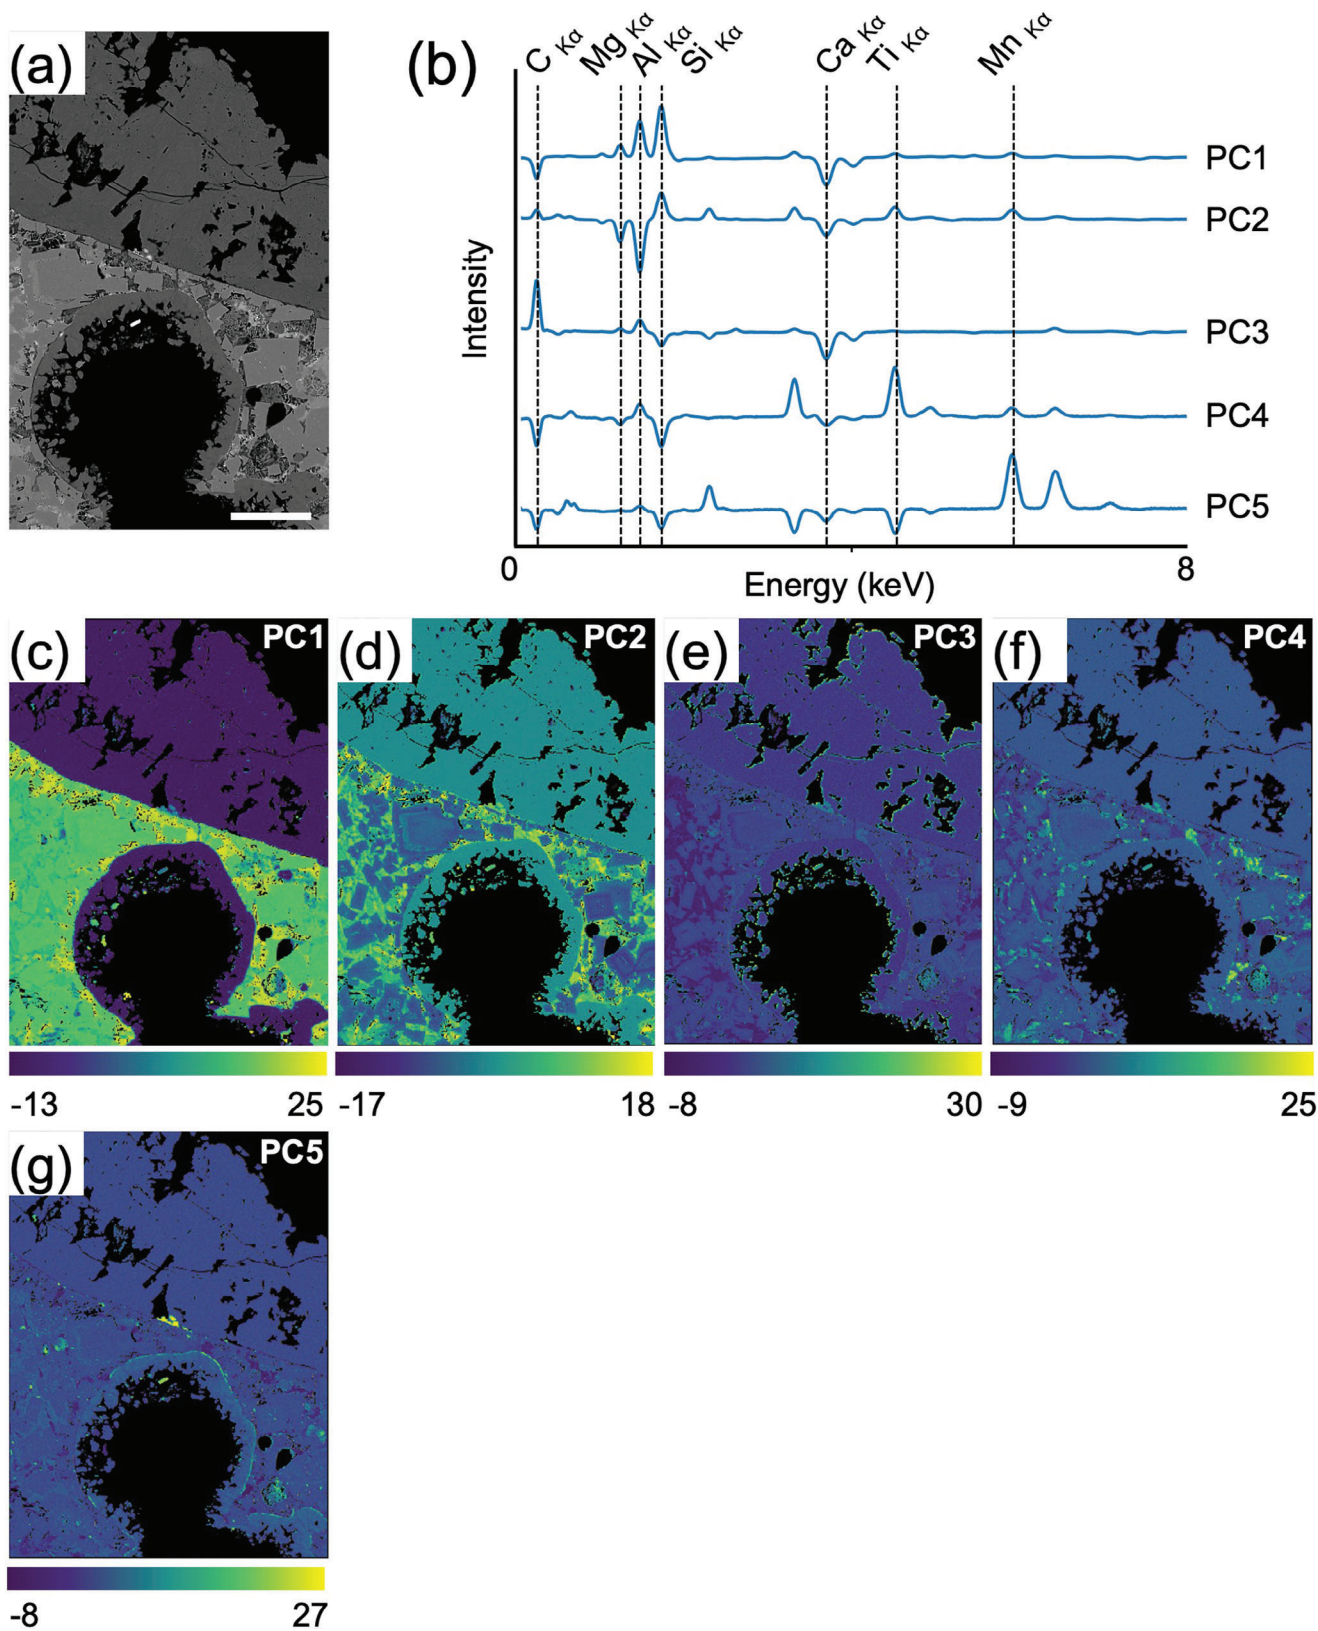 (a)
(b)
C Kα
Mg Kα
Al Kα
Si Kα
Ca Kα
Ti Kα
Mn Kα
PC1
PC2
PC3
PC4
PC5
Intensity
0
8
Energy (keV)
(c) PC1
(d) PC2
(e) PC3
(f) PC4
-13 25
-17 18
-8 30
-9 25
(g) PC5
-8 27